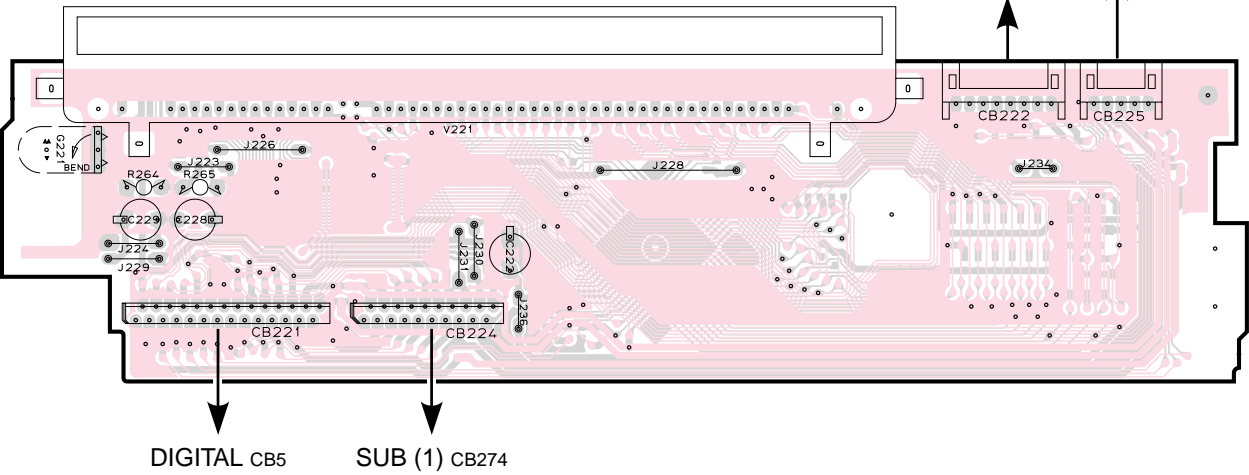 CB222
CB225
V221
G221
BEND
J226
J223
J228
J234
R264
R265
C229
C228
J224
J229
J231
J230
C222
J236
CB221
CB224
DIGITAL CB5
SUB (1) CB274